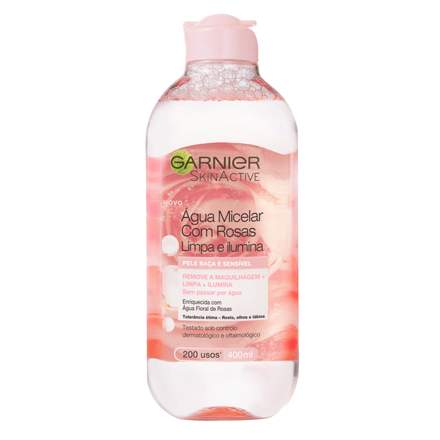 GARNIER
SKINACTIVE
NOVO
Água Micelar
Com Rosas
Limpa e ilumina
PELE BAÇA E SENSÍVEL
REMOVE A MAQUILHAGEM +
LIMPA + ILUMINA
Sem passar por água
Enriquecida com
Água Floral de Rosas
Tolerância ótima - Rosto, olhos e lábios
Testado sob controlo
dermatológico e oftalmológico
200 usos* 400ml